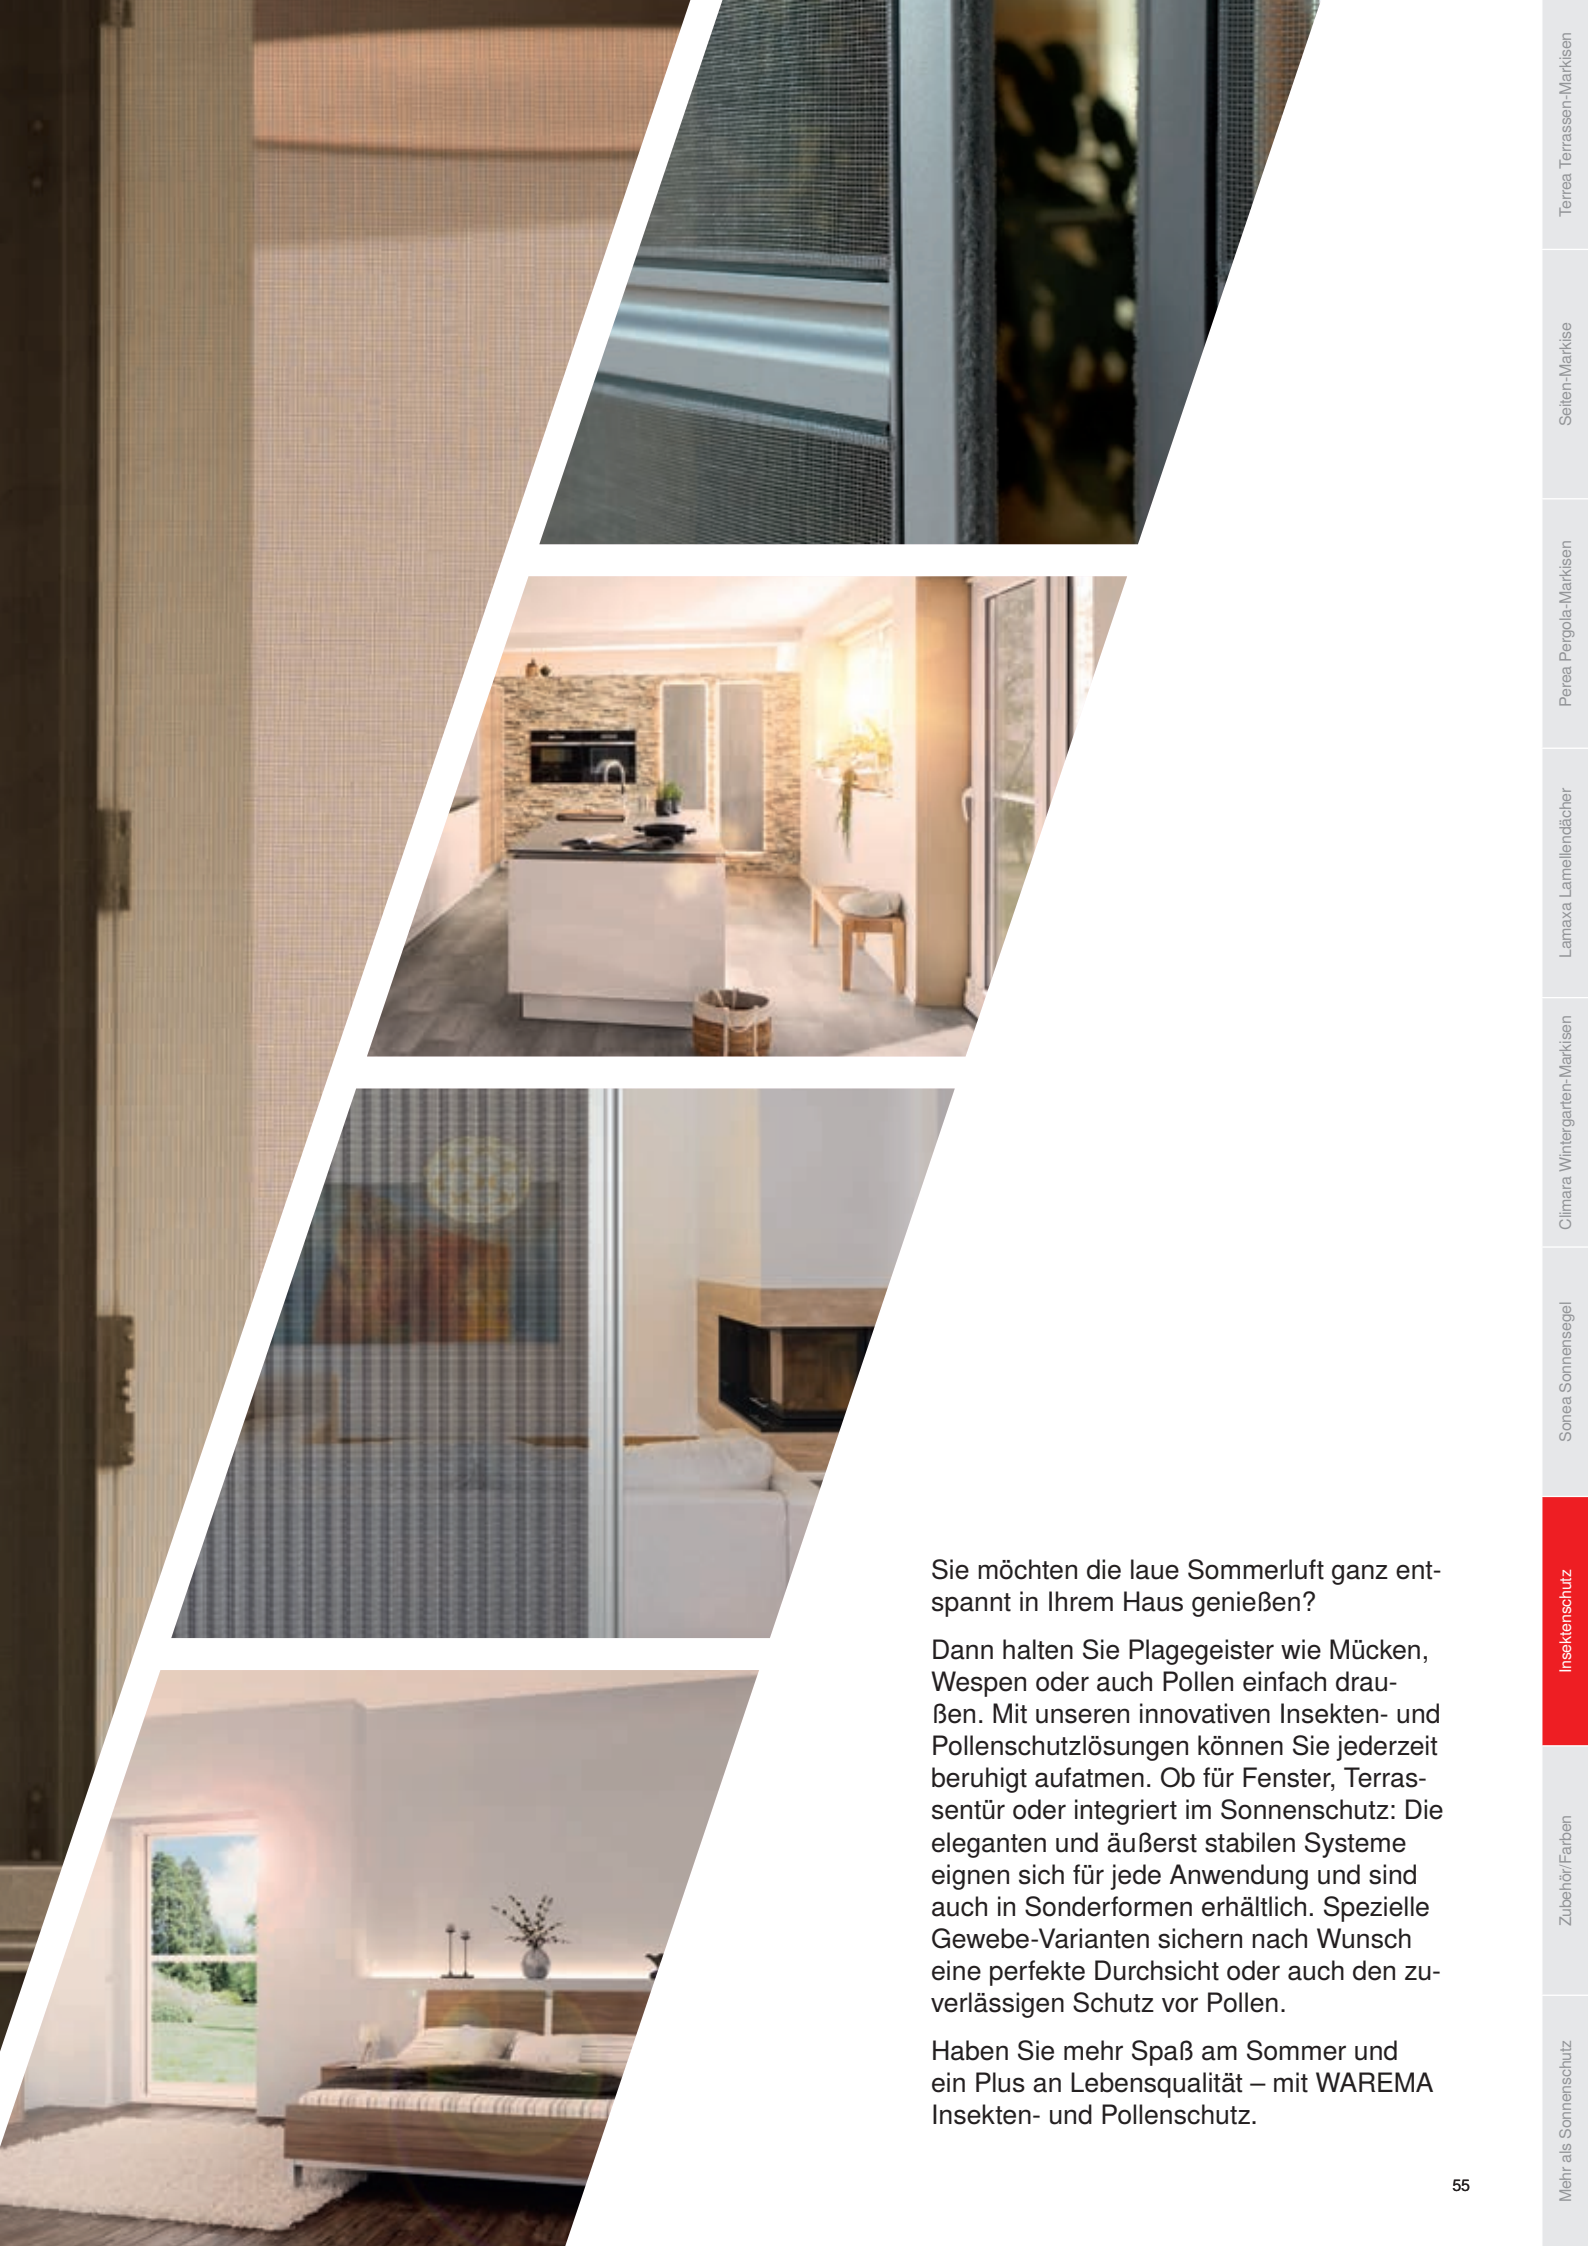 Terrea Terrassen-Markisen
Seiten-Markise
Perea Pergola-Markisen
Lamaxa Lamellendächer
Climara Wintergarten-Markisen
Sonea Sonnensegel
Insektenschutz
Zubehör/Farben
Mehr als Sonnenschutz
Sie möchten die laue Sommerluft ganz ent-
spannt in Ihrem Haus genießen?
Dann halten Sie Plagegeister wie Mücken,
Wespen oder auch Pollen einfach drau-
ßen. Mit unseren innovativen Insekten- und
Pollenschutzlösungen können Sie jederzeit
beruhigt aufatmen. Ob für Fenster, Terras-
sentür oder integriert im Sonnenschutz: Die
eleganten und äußerst stabilen Systeme
eignen sich für jede Anwendung und sind
auch in Sonderformen erhältlich. Spezielle
Gewebe-Varianten sichern nach Wunsch
eine perfekte Durchsicht oder auch den zu-
verlässigen Schutz vor Pollen.
Haben Sie mehr Spaß am Sommer und
ein Plus an Lebensqualität – mit WAREMA
Insekten- und Pollenschutz.
55